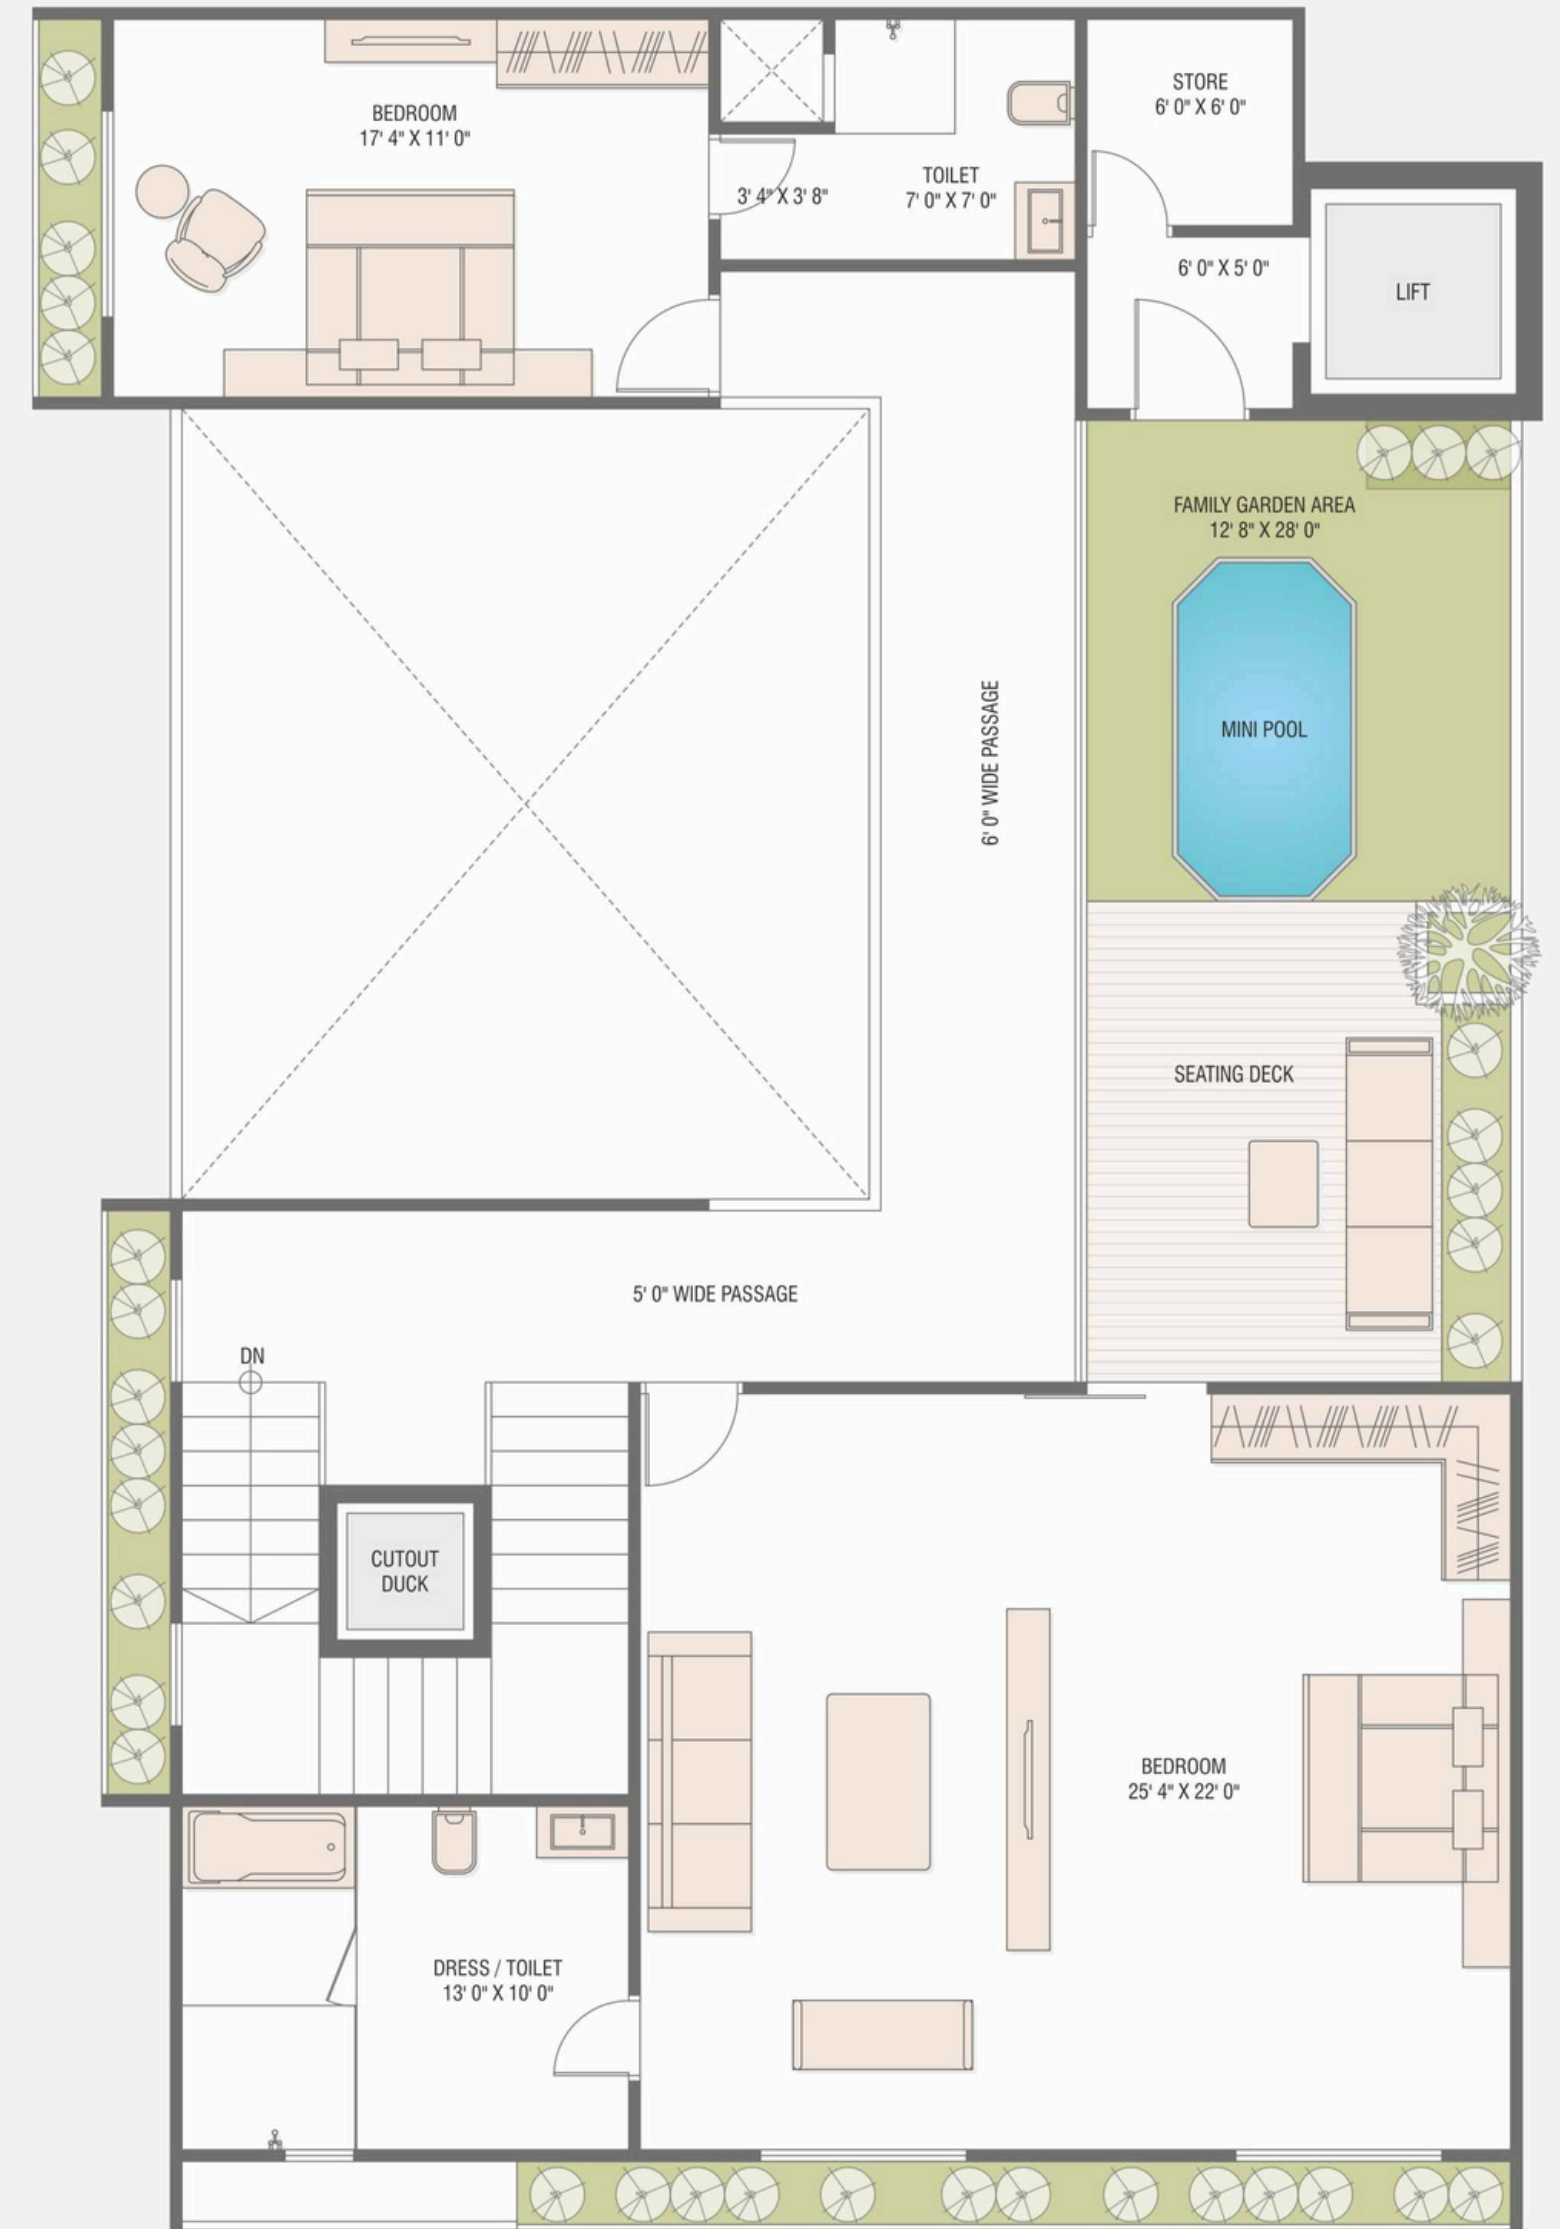 BEDROOM
17' 4" X 11' 0"
STORE
6' 0" X 6' 0"
TOILET
7' 0" X 7' 0"
3' 4" X 3' 8"
6' 0" X 5' 0"
LIFT
FAMILY GARDEN AREA
12' 8" X 28' 0"
MINI POOL
6' 0" WIDE PASSAGE
SEATING DECK
5' 0" WIDE PASSAGE
DN
CUTOUT
DUCK
BEDROOM
25' 4" X 22' 0"
DRESS / TOILET
13' 0" X 10' 0"